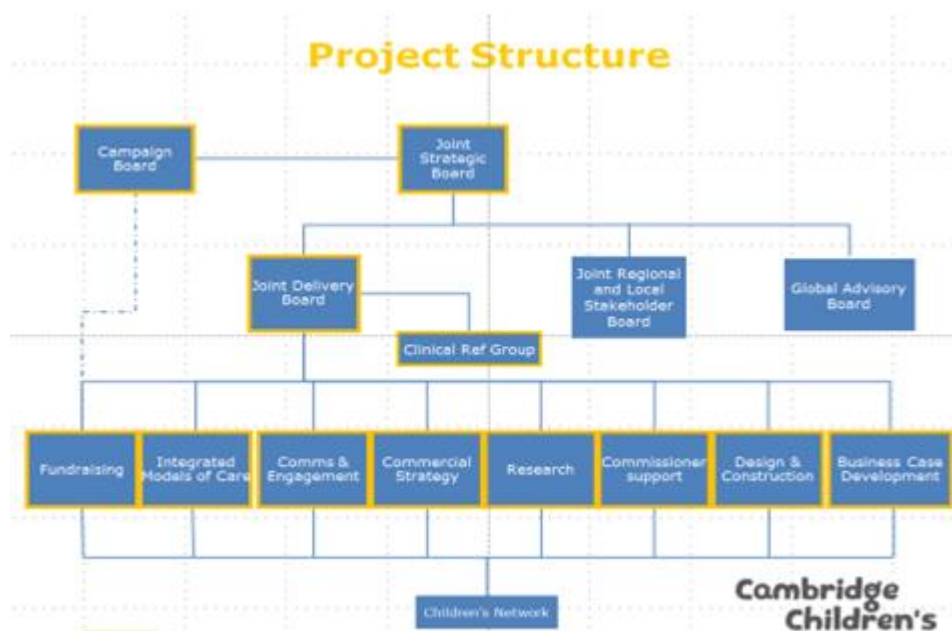 Project Structure
Campaign
Board
Joint
Strategic
Board
Joint Delivery
Board
Joint Regional
and Local
Stakeholder
Board
Global Advisory
Board
Clinical Ref Group
Fundraising
Integrated
Models of Care
Comms &
Engagement
Commercial
Strategy
Research
Commissioner
support
Design &
Construction
Business Case
Development
Children's Network
Cambridge
Children's